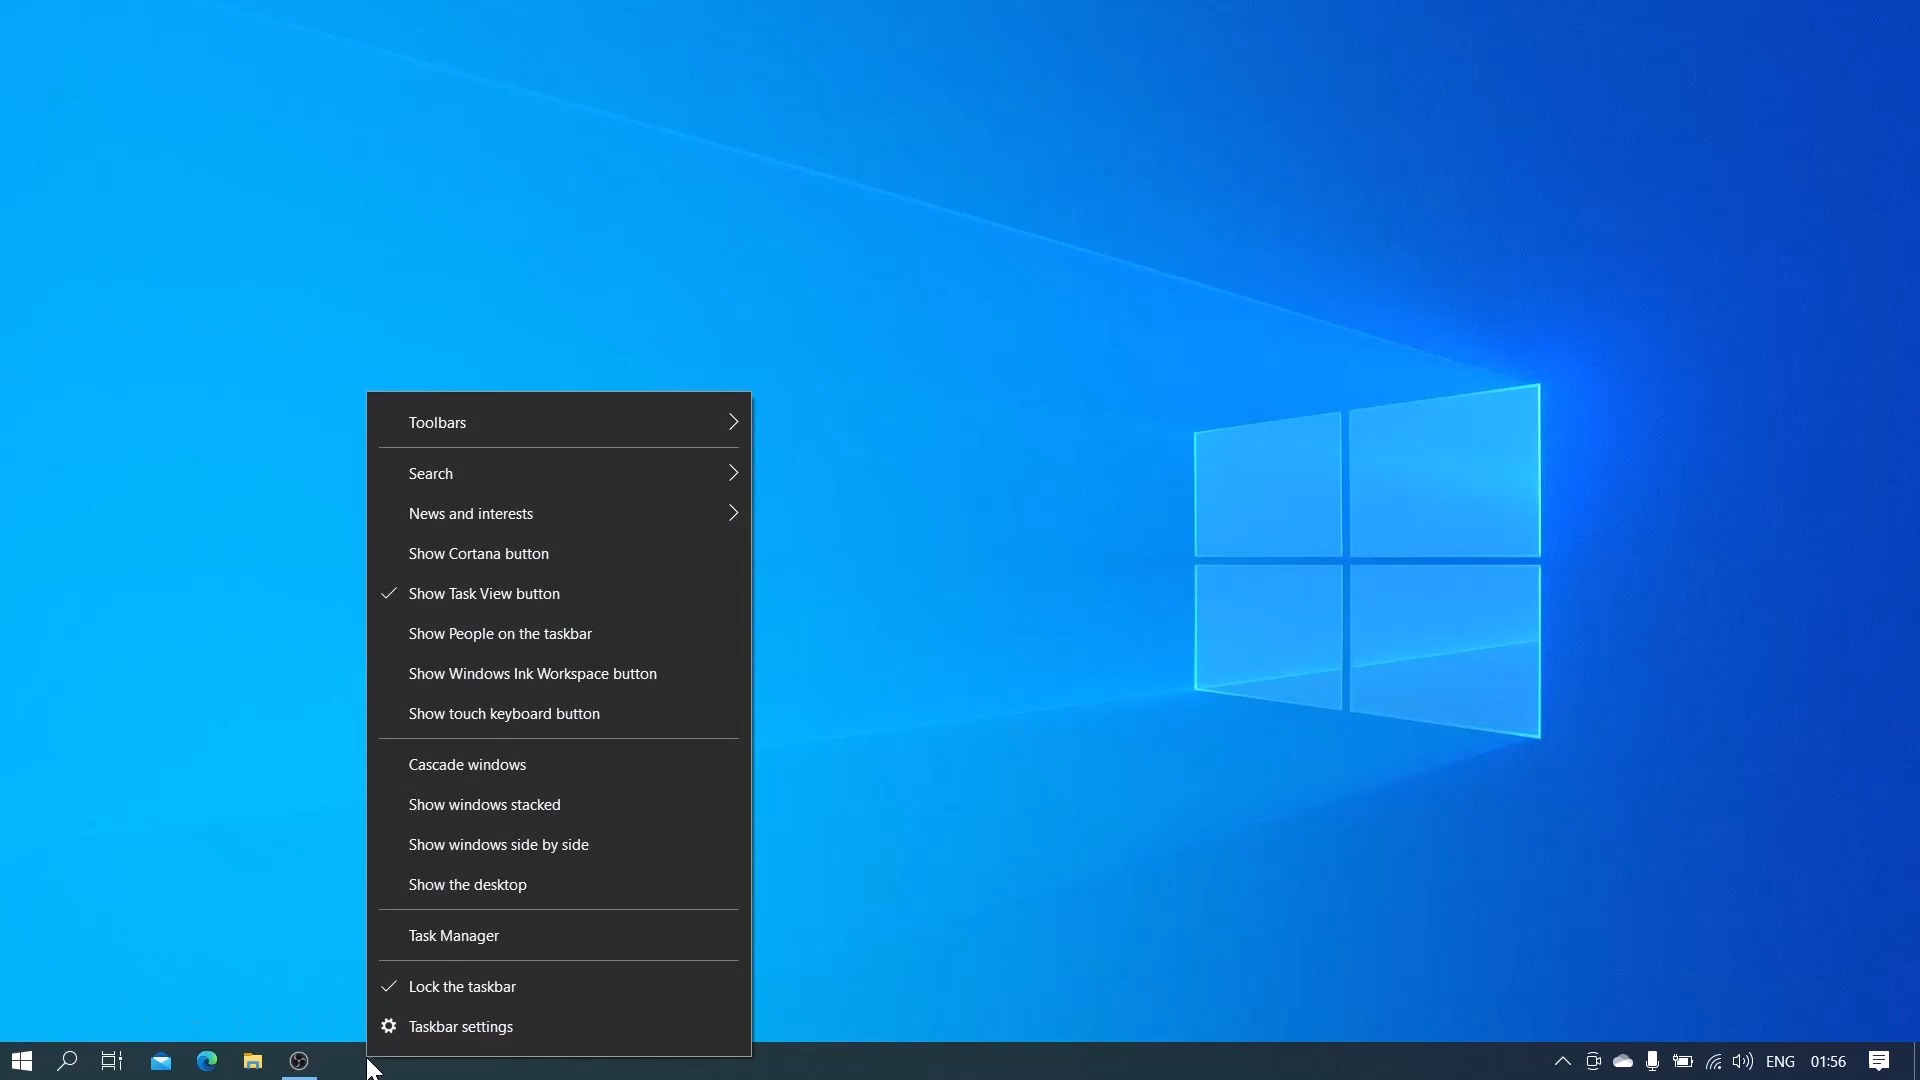 Toolbars
Search
News and interests
Show Cortana button
Show Task View button
Show People on the taskbar
Show Windows Ink Workspace button
Show touch keyboard button
Cascade windows
Show windows stacked
Show windows side by side
Show the desktop
Task Manager
Lock the taskbar
Taskbar settings
ENG 01:56